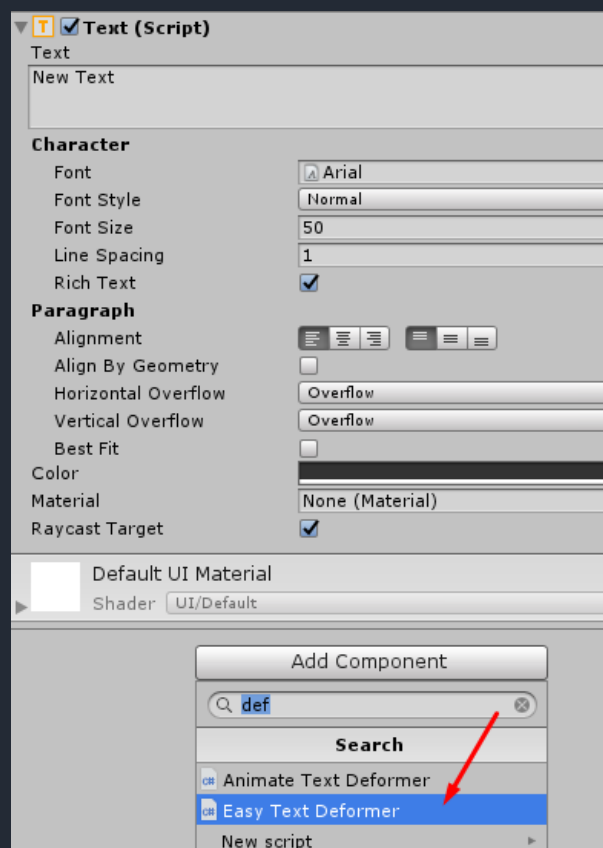 Text (Script)
Text
New Text
Character
Font Arial
Font Style Normal
Font Size 50
Line Spacing 1
Rich Text
Paragraph
Alignment
Align By Geometry
Horizontal Overflow Overflow
Vertical Overflow Overflow
Best Fit
Color
Material None (Material)
Raycast Target
Default UI Material
Shader UI/Default
Add Component
def
Search
c# Animate Text Deformer
c# Easy Text Deformer
New script